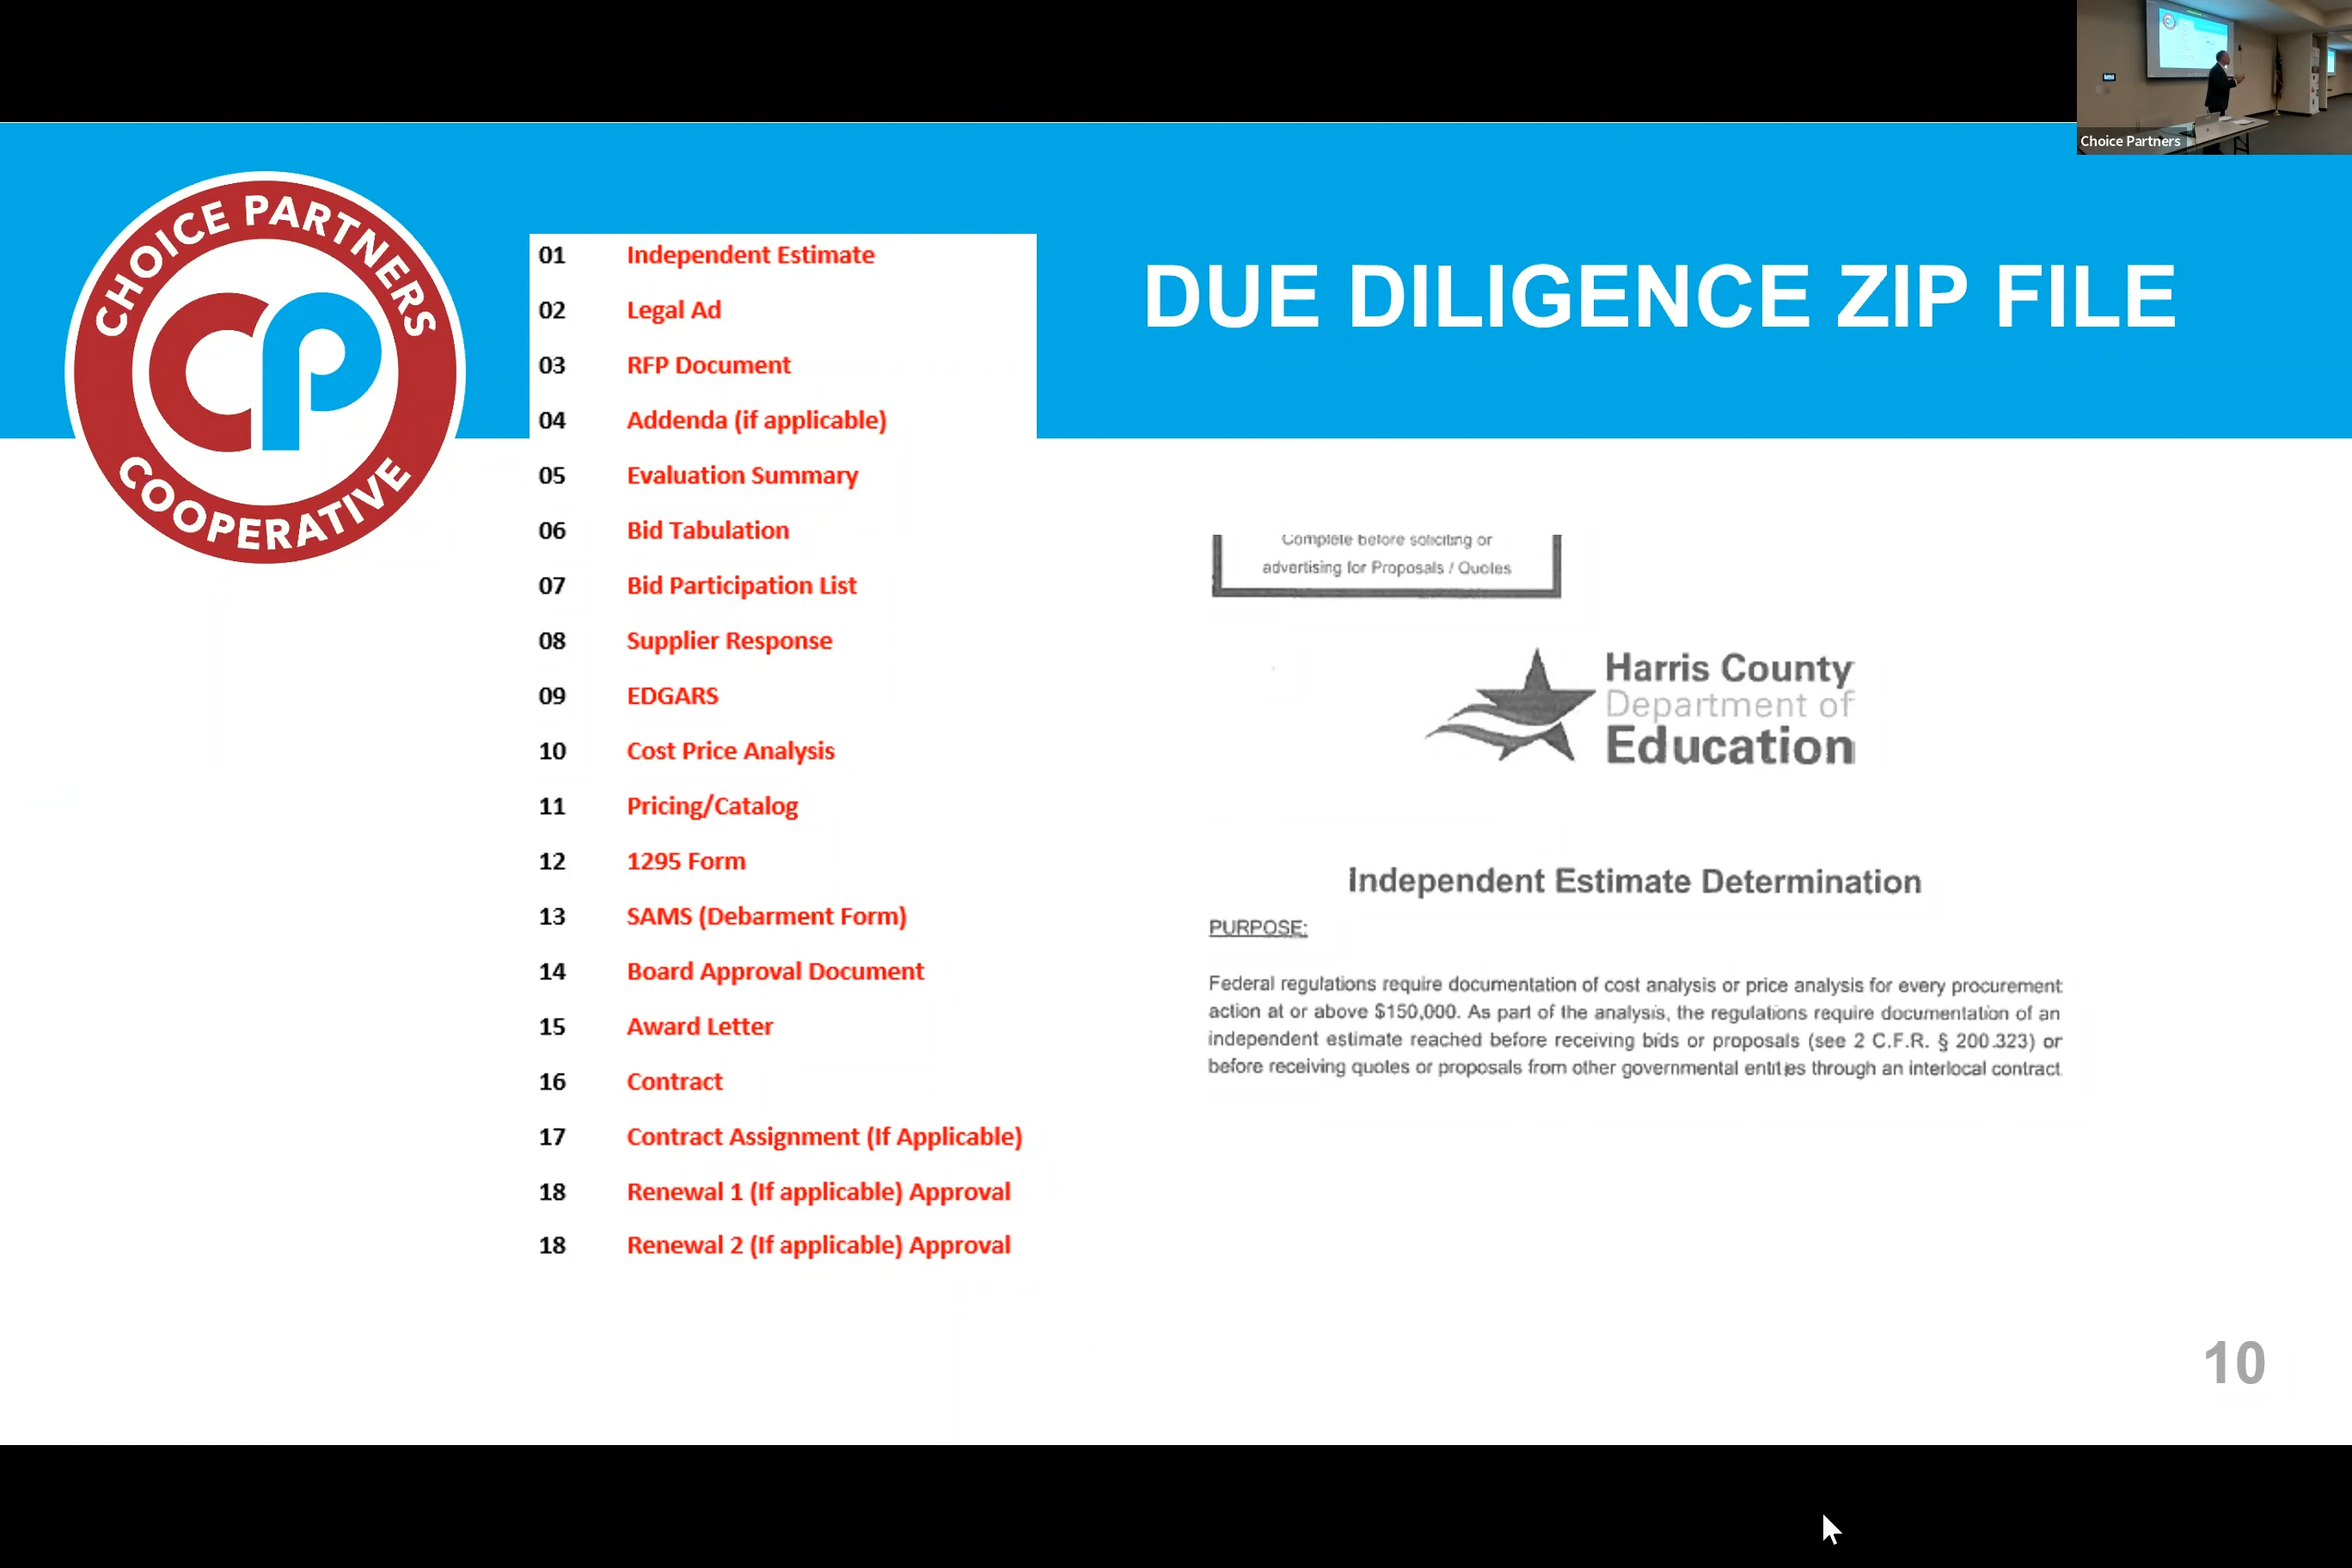 Choice Partners
CHOICE PARTNERS
CP
COOPERATIVE
DUE DILIGENCE ZIP FILE
01 Independent Estimate
02 Legal Ad
03 RFP Document
04 Addenda (if applicable)
05 Evaluation Summary
06 Bid Tabulation
07 Bid Participation List
08 Supplier Response
09 EDGARS
10 Cost Price Analysis
11 Pricing/Catalog
12 1295 Form
13 SAMS (Debarment Form)
14 Board Approval Document
15 Award Letter
16 Contract
17 Contract Assignment (If Applicable)
18 Renewal 1 (If applicable) Approval
18 Renewal 2 (If applicable) Approval
Complete before soliciting or
advertising for Proposals / Quotes
Harris County
Department of
Education
Independent Estimate Determination
PURPOSE:
Federal regulations require documentation of cost analysis or price analysis for every procurement
action at or above $150,000. As part of the analysis, the regulations require documentation of an
independent estimate reached before receiving bids or proposals (see 2 C.F.R. § 200.323) or
before receiving quotes or proposals from other governmental entities through an interlocal contract.
10